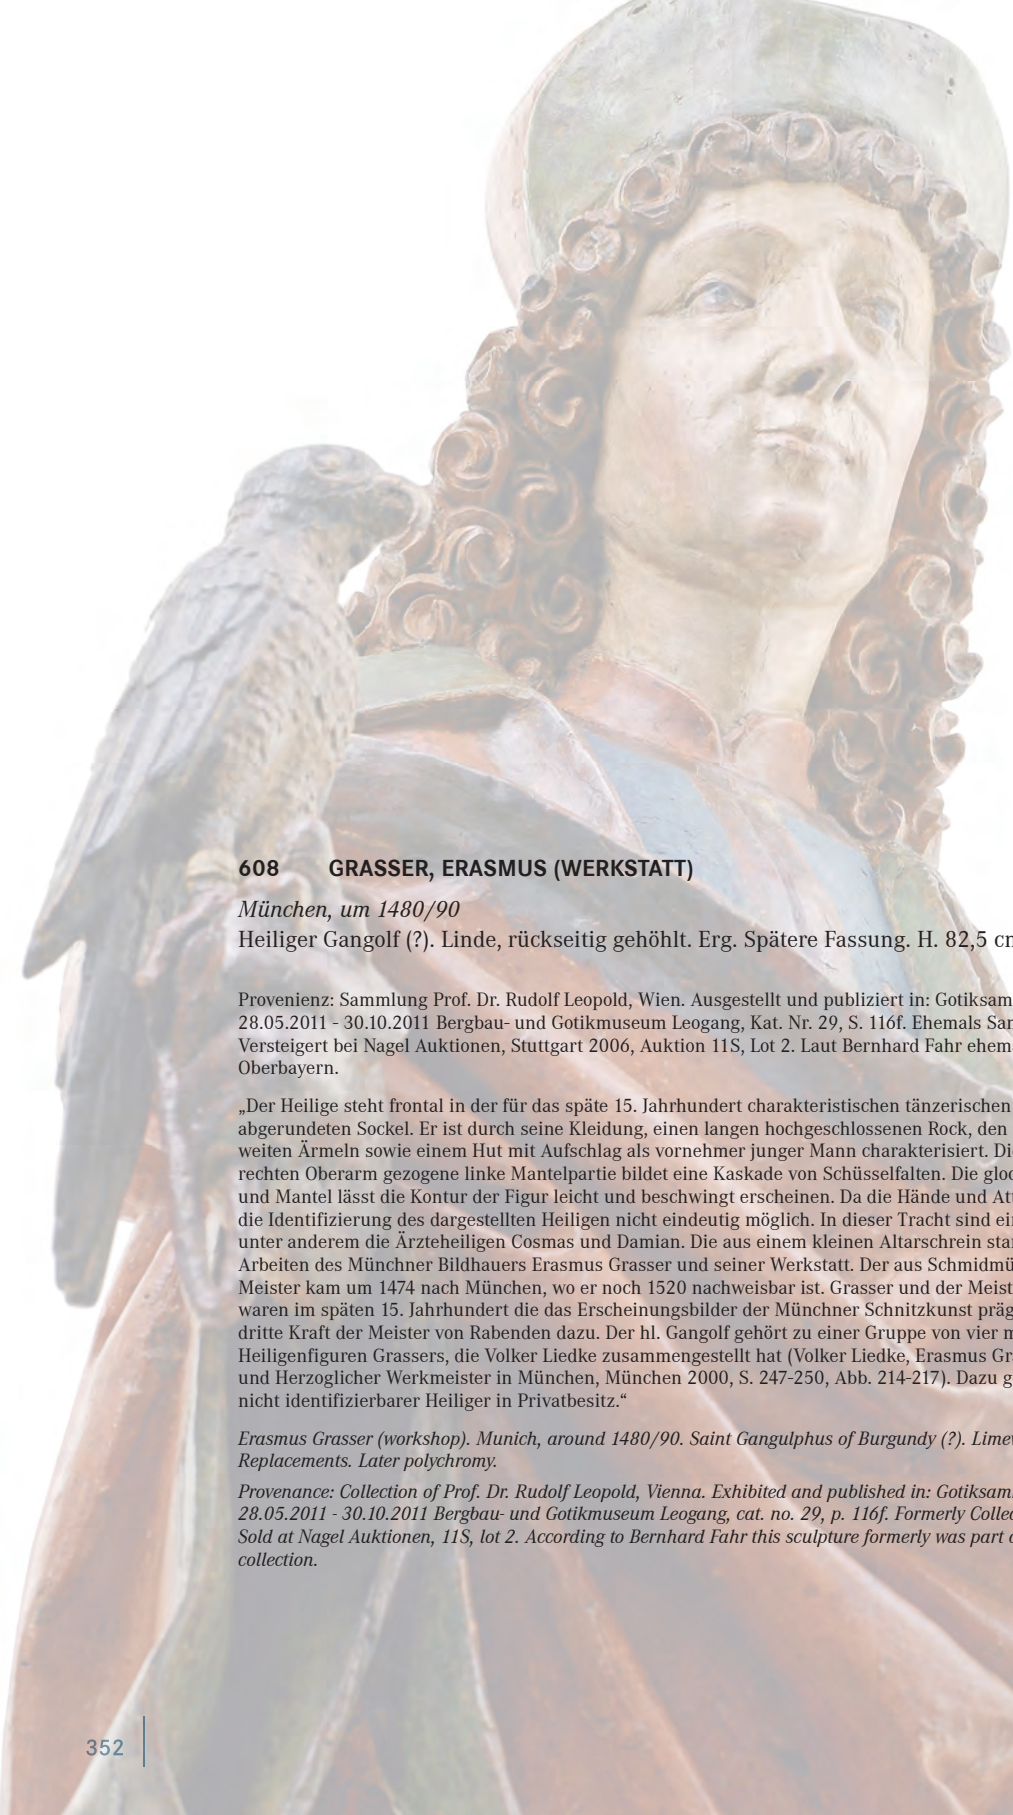 608 GRASSER, ERASMUS (WERKSTATT)
München, um 1480/90
Heiliger Gangolf (?). Linde, rückseitig gehöhlt. Erg. Spätere Fassung. H. 82,5
Provenienz: Sammlung Prof. Dr. Rudolf Leopold, Wien. Ausgestellt und publiziert in: Gotiksam
28.05.2011 - 30.10.2011 Bergbau- und Gotikmuseum Leogang, Kat. Nr. 29, S. 116f. Ehemals Sa
Versteigert bei Nagel Auktionen, Stuttgart 2006, Auktion 11S, Lot 2. Laut Bernhard Fahr ehem
Oberbayern.
„Der Heilige steht frontal in der für das späte 15. Jahrhundert charakteristischen tänzerischen
abgerundeten Sockel. Er ist durch seine Kleidung, einen langen hochgeschlossenen Rock, den
weiten Ärmeln sowie einem Hut mit Aufschlag als vornehmer junger Mann charakterisiert. Di
rechten Oberarm gezogene linke Mantelpartie bildet eine Kaskade von Schüsselfalten. Die gloc
und Mantel lässt die Kontur der Figur leicht und beschwingt erscheinen. Da die Hände und Att
die Identifizierung des dargestellten Heiligen nicht eindeutig möglich. In dieser Tracht sind ei
unter anderem die Ärzteheiligen Cosmas und Damian. Die aus einem kleinen Altarschrein sta
Arbeiten des Münchner Bildhauers Erasmus Grasser und seiner Werkstatt. Der aus Schmidmü
Meister kam um 1474 nach München, wo er noch 1520 nachweisbar ist. Grasser und der Meist
waren im späten 15. Jahrhundert die das Erscheinungsbilder der Münchner Schnitzkunst präg
dritte Kraft der Meister von Rabenden dazu. Der hl. Gangolf gehört zu einer Gruppe von vier
Heiligenfiguren Grassers, die Volker Liedke zusammengestellt hat (Volker Liedke, Erasmus Gr
und Herzoglicher Werkmeister in München, München 2000, S. 247-250, Abb. 214-217). Dazu g
nicht identifizierbarer Heiliger in Privatbesitz.“
Erasmus Grasser (workshop). Munich, around 1480/90. Saint Gangulphus of Burgundy (?). Lime
Replacements. Later polychromy.
Provenance: Collection of Prof. Dr. Rudolf Leopold, Vienna. Exhibited and published in: Gotiksam
28.05.2011 - 30.10.2011 Bergbau- und Gotikmuseum Leogang, cat. no. 29, p. 116f. Formerly Collec
Sold at Nagel Auktionen, 11S, lot 2. According to Bernhard Fahr this sculpture formerly was part
collection.
352